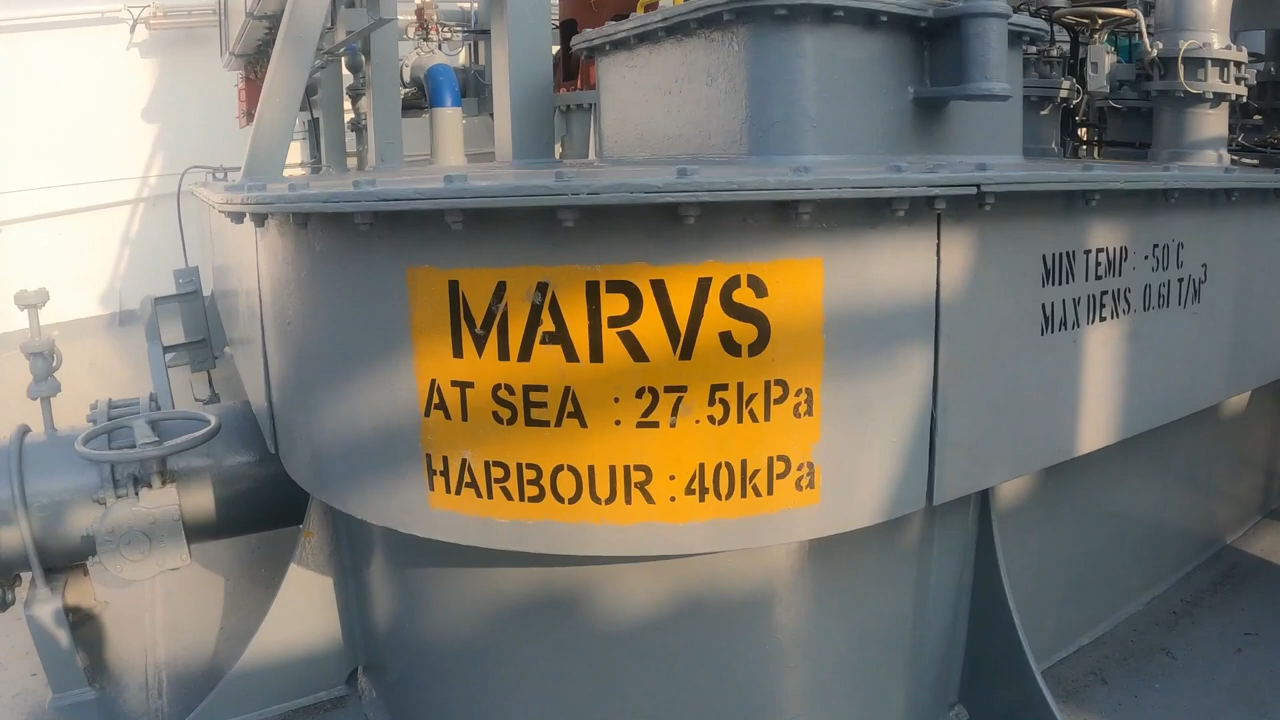 MARVS
AT SEA : 27.5kPa
HARBOUR : 40kPa
MIN TEMP : -50°C
MAX DENS. 0.61 T/M³